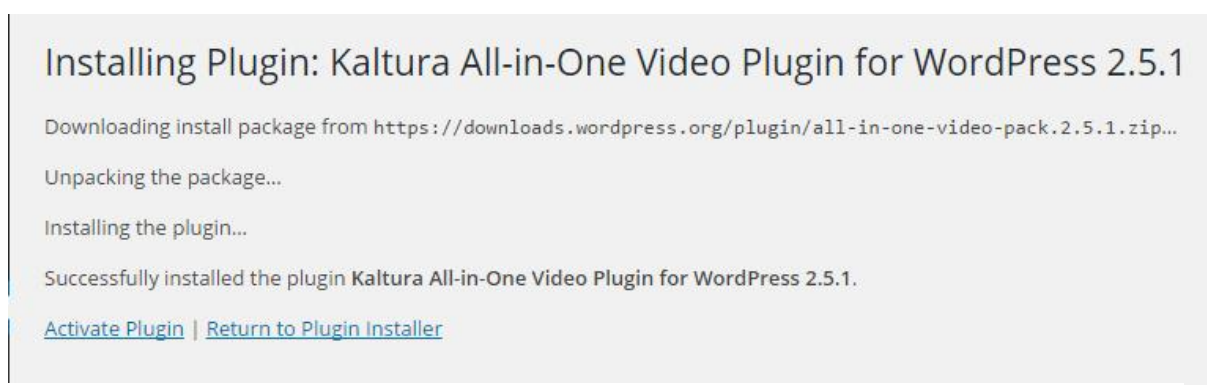 Installing Plugin: Kaltura All-in-One Video Plugin for WordPress 2.5.1
Downloading install package from https://downloads.wordpress.org/plugin/all-in-one-video-pack.2.5.1.zip…
Unpacking the package…
Installing the plugin…
Successfully installed the plugin Kaltura All-in-One Video Plugin for WordPress 2.5.1.
Activate Plugin | Return to Plugin Installer